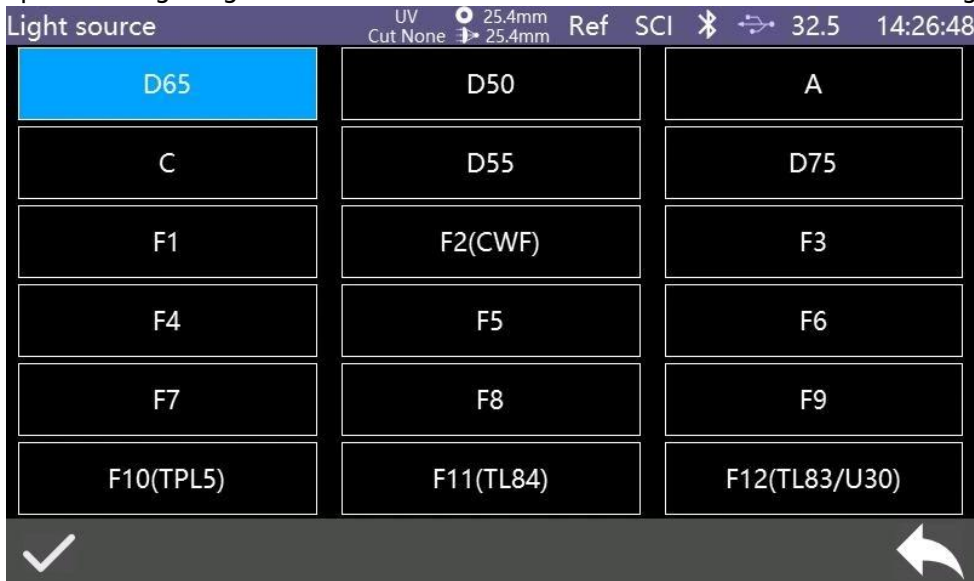 Light source
UV
Cut None
25.4mm
25.4mm
Ref
SCI
32.5
14:26:48
D65
D50
A
C
D55
D75
F1
F2(CWF)
F3
F4
F5
F6
F7
F8
F9
F10(TPL5)
F11(TL84)
F12(TL83/U30)